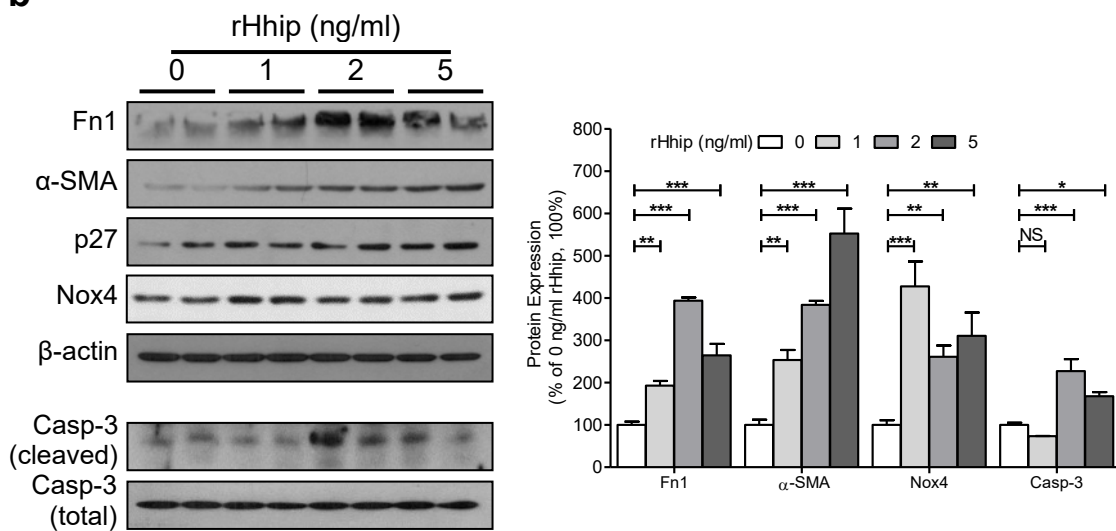 b
rHhip (ng/ml)
0 1 2 5
Fn1
α-SMA
p27
Nox4
β-actin
Casp-3
(cleaved)
Casp-3
(total)
Protein Expression
(% of 0 ng/ml rHhip, 100%)
800
700
600
500
400
300
200
100
0
rHhip (ng/ml) 0 1 2 5
*** *** ** *
*** *** ** ***
** ** *** NS
Fn1 α-SMA Nox4 Casp-3